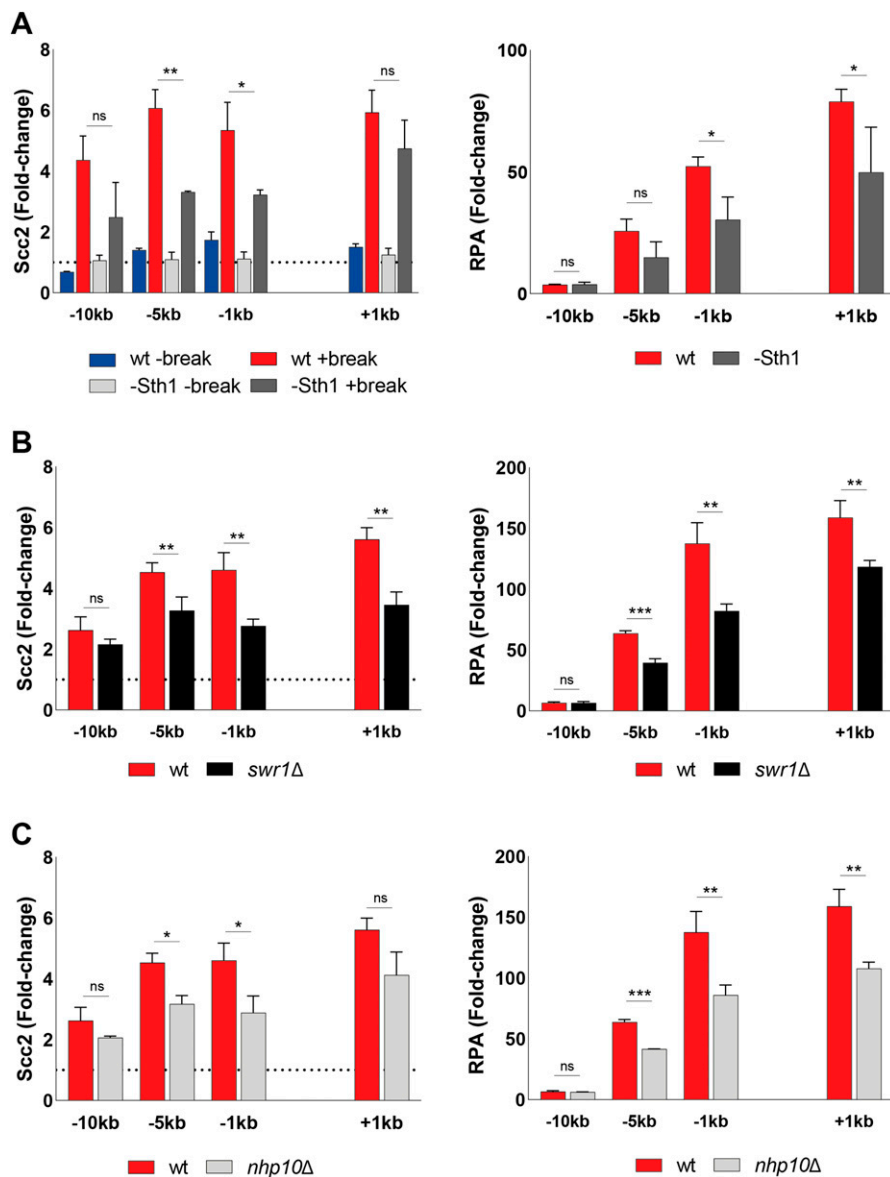 A
Scc2 (Fold-change)
8
6
4
2
0
ns
**
*
ns
-10kb
-5kb
-1kb
+1kb
wt -break
wt +break
-Sth1 -break
-Sth1 +break
RPA (Fold-change)
100
50
0
ns
ns
*
*
-10kb
-5kb
-1kb
+1kb
wt
-Sth1
B
Scc2 (Fold-change)
8
6
4
2
0
ns
**
**
**
-10kb
-5kb
-1kb
+1kb
wt
swr1Δ
RPA (Fold-change)
200
150
100
50
0
ns
***
**
**
-10kb
-5kb
-1kb
+1kb
wt
swr1Δ
C
Scc2 (Fold-change)
8
6
4
2
0
ns
*
*
ns
-10kb
-5kb
-1kb
+1kb
wt
nhp10Δ
RPA (Fold-change)
200
150
100
50
0
ns
***
**
**
-10kb
-5kb
-1kb
+1kb
wt
nhp10Δ